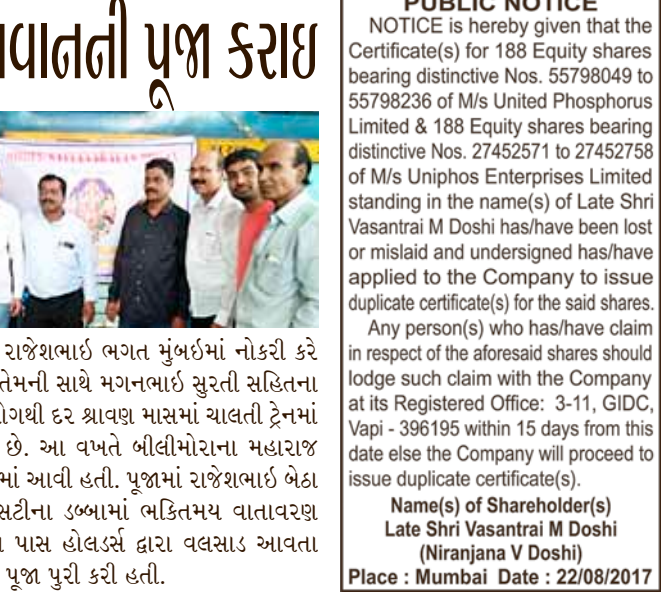 વાનની પૂજા કરાઇ
રાજેશભાઇ ભગત મુંબઇમાં નોકરી કરે
તેમની સાથે મગનભાઇ સુરતી સહિતના
ગથી દર શ્રાવણ માસમાં ચાલતી ટ્રેનમાં
છે. આ વખતે બીલીમોરાના મહારાજ
માં આવી હતી. પૂજામાં રાજેશભાઇ બેઠા
સટીના ડબ્બામાં ભકિતમય વાતાવરણ
પાસ હોલડર્સ દ્વારા વલસાડ આવતા
પૂજા પુરી કરી હતી.
PUBLIC NOTICE
NOTICE is hereby given that the
Certificate(s) for 188 Equity shares
bearing distinctive Nos. 55798049 to
55798236 of M/s United Phosphorus
Limited & 188 Equity shares bearing
distinctive Nos. 27452571 to 27452758
of M/s Uniphos Enterprises Limited
standing in the name(s) of Late Shri
Vasantrai M Doshi has/have been lost
or mislaid and undersigned has/have
applied to the Company to issue
duplicate certificate(s) for the said shares.
Any person(s) who has/have claim
in respect of the aforesaid shares should
lodge such claim with the Company
at its Registered Office: 3-11, GIDC,
Vapi - 396195 within 15 days from this
date else the Company will proceed to
issue duplicate certificate(s).
Name(s) of Shareholder(s)
Late Shri Vasantrai M Doshi
(Niranjana V Doshi)
Place : Mumbai Date : 22/08/2017